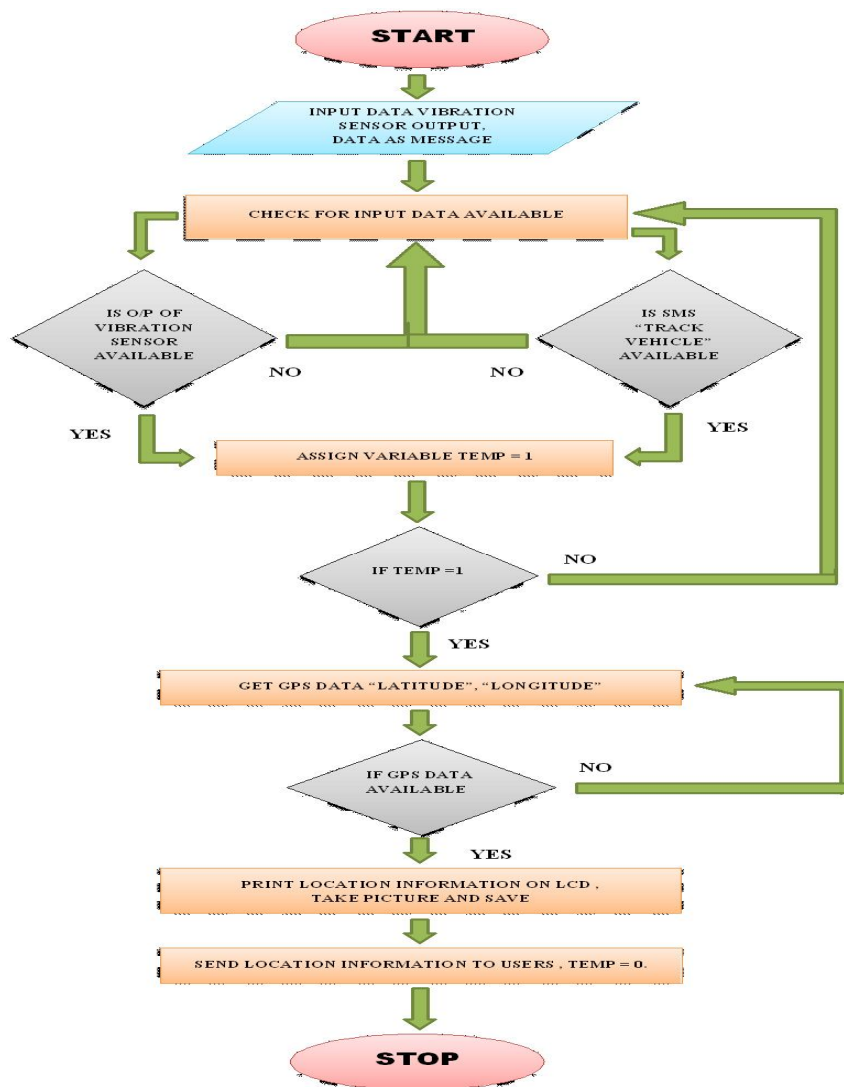 START
INPUT DATA VIBRATION
SENSOR OUTPUT,
DATA AS MESSAGE
CHECK FOR INPUT DATA AVAILABLE
IS O/P OF
VIBRATION
SENSOR
AVAILABLE
IS SMS
“TRACK
VEHICLE”
AVAILABLE
NO
NO
YES
YES
ASSIGN VARIABLE TEMP = 1
IF TEMP =1
NO
YES
GET GPS DATA “LATITUDE”, “LONGITUDE”
IF GPS DATA
AVAILABLE
NO
YES
PRINT LOCATION INFORMATION ON LCD ,
TAKE PICTURE AND SAVE
SEND LOCATION INFORMATION TO USERS , TEMP = 0.
STOP